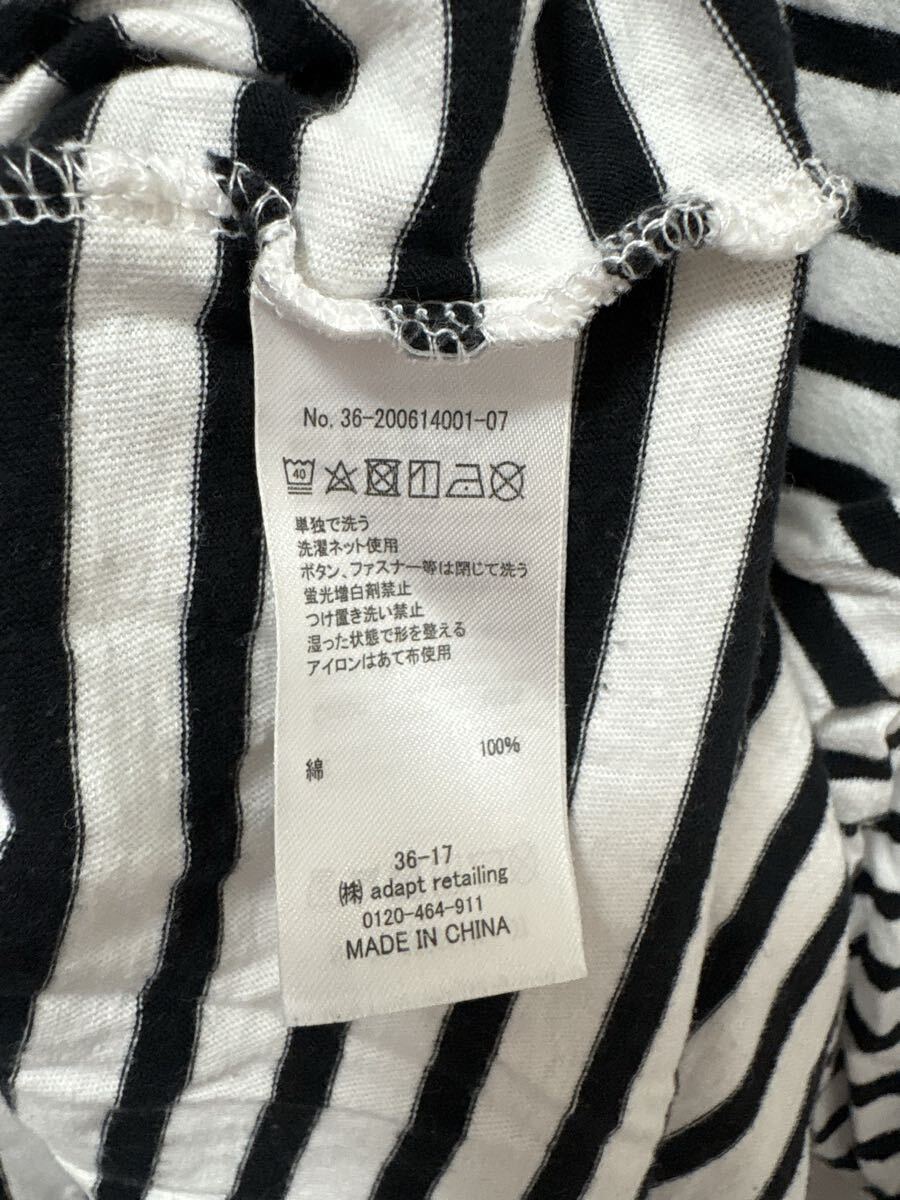 No. 36-200614001-07
40
単独で洗う
洗濯ネット使用
ボタン、ファスナー等は閉じて洗う
蛍光増白剤禁止
つけ置き洗い禁止
湿った状態で形を整える
アイロンはあて布使用
綿 100%
36-17
㈱ adapt retailing
0120-464-911
MADE IN CHINA